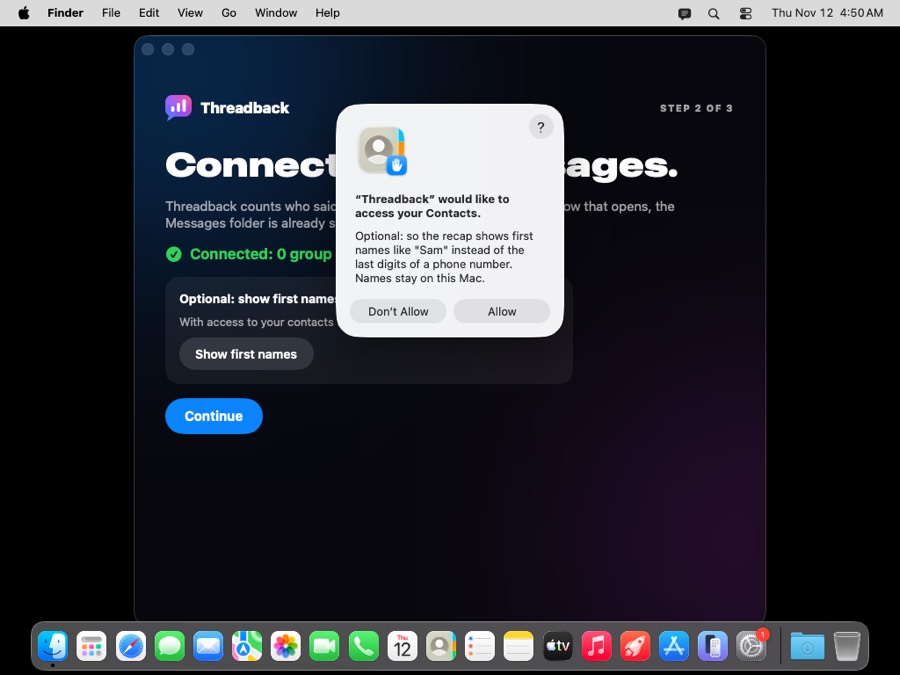 Finder File Edit View Go Window Help Thu Nov 12 4:50 AM
Threadback
STEP 2 OF 3
?
Connect
ages.
"Threadback" would like to
access your Contacts.
Threadback counts who said
ow that opens, the
Messages folder is already s
Optional: so the recap shows first
names like "Sam" instead of the
last digits of a phone number.
Names stay on this Mac.
Connected: 0 group
Optional: show first names
Don't Allow
Allow
With access to your contacts
Show first names
Continue
Thu
12
tv
1